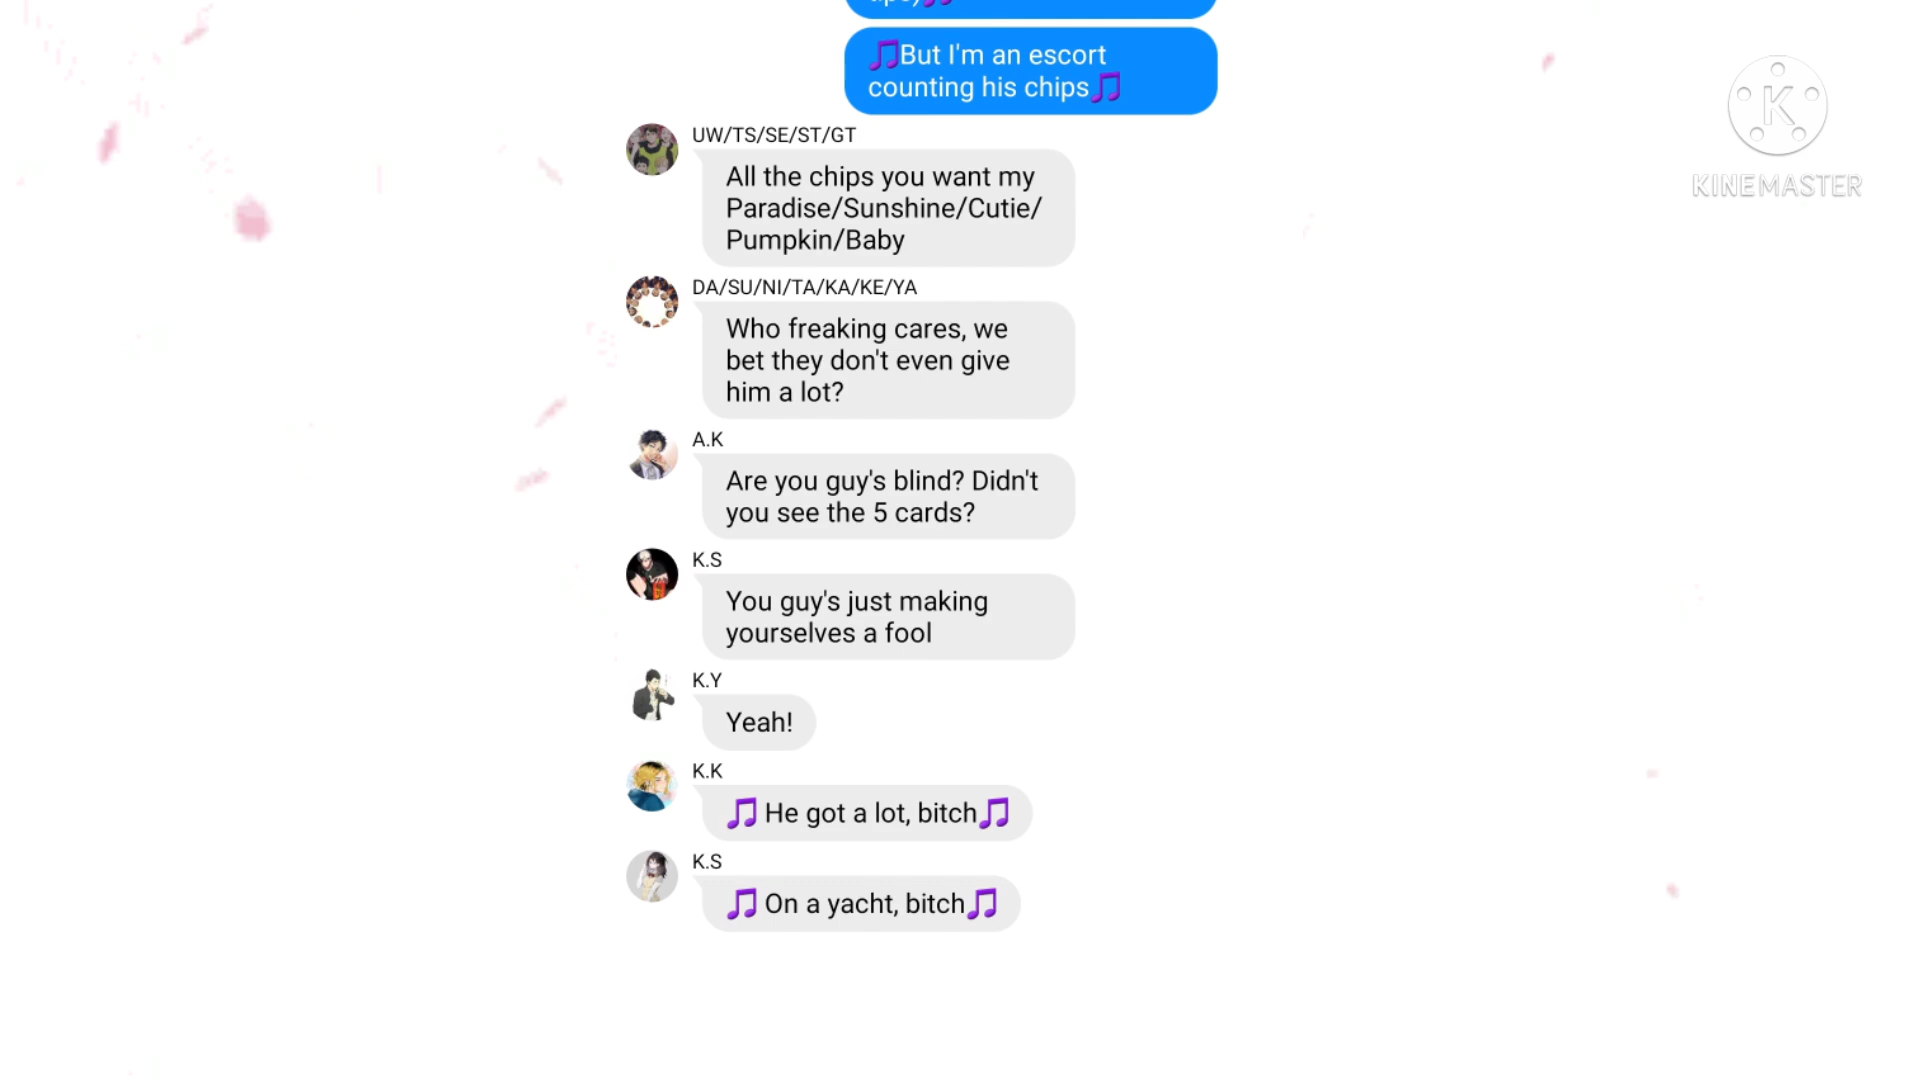 🎵But I'm an escort
counting his chips🎵
UW/TS/SE/ST/GT
All the chips you want my
Paradise/Sunshine/Cutie/
Pumpkin/Baby
DA/SU/NI/TA/KA/KE/YA
Who freaking cares, we
bet they don't even give
him a lot?
A.K
Are you guy's blind? Didn't
you see the 5 cards?
K.S
You guy's just making
yourselves a fool
K.Y
Yeah!
K.K
🎵He got a lot, bitch🎵
K.S
🎵On a yacht, bitch🎵
K
KINEMASTER